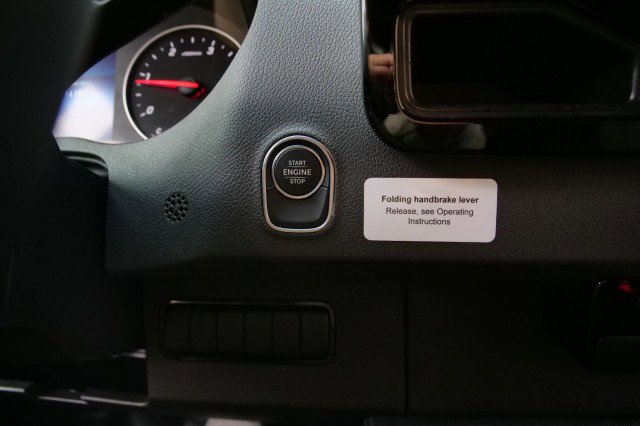 START
ENGINE
STOP
Folding handbrake lever
Release, see Operating
Instructions